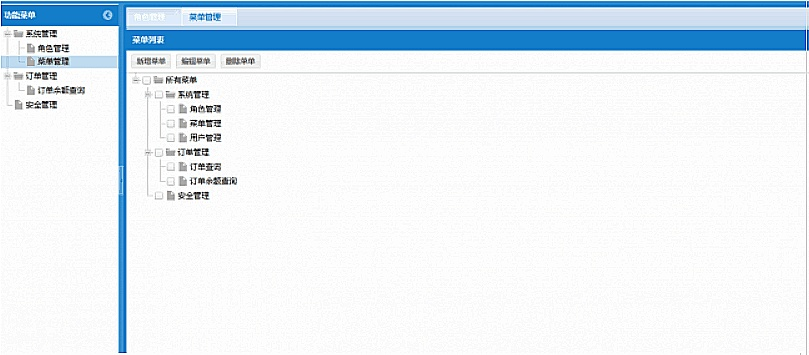 功能菜单
系统管理
角色管理
菜单管理
订单管理
订单余额查询
安全管理
角色管理
菜单管理
菜单列表
新增菜单 编辑菜单 删除菜单
所有菜单
系统管理
角色管理
菜单管理
用户管理
订单管理
订单查询
订单余额查询
安全管理